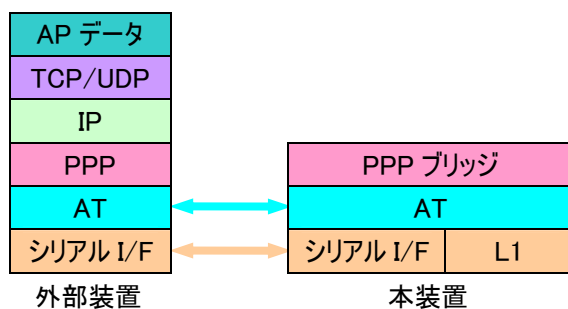 AP データ
TCP/UDP
IP
PPP
AT
シリアル I/F
外部装置
PPP ブリッジ
AT
シリアル I/F
L1
本装置